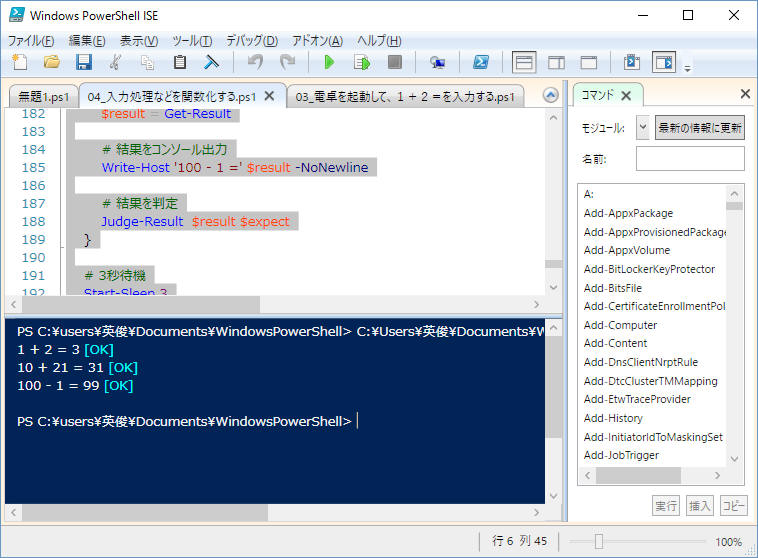 Windows PowerShell ISE
ファイル(F) 編集(E) 表示(V) ツール(T) デバッグ(D) アドオン(A) ヘルプ(H)
無題1.ps1 04_入力処理などを関数化する.ps1 03_電卓を起動して、1 + 2 =を入力する.ps1
182 $result = Get-Result
183
184 # 結果をコンソール出力
185 Write-Host '100 - 1 =' $result -NoNewline
186
187 # 結果を判定
188 Judge-Result $result $expect
189 }
190
191 # 3秒待機
192 Start-Sleep 3
PS C:¥users¥英俊¥Documents¥WindowsPowerShell> C:¥Users¥英俊¥Documents¥W
1 + 2 = 3 [OK]
10 + 21 = 31 [OK]
100 - 1 = 99 [OK]
PS C:¥users¥英俊¥Documents¥WindowsPowerShell>
コマンド
モジュール: 最新の情報に更新
名前:
A:
Add-AppxPackage
Add-AppxProvisionedPackage
Add-AppxVolume
Add-BitLockerKeyProtector
Add-BitsFile
Add-CertificateEnrollmentPol
Add-Computer
Add-Content
Add-DnsClientNrptRule
Add-DtcClusterTMMapping
Add-EtwTraceProvider
Add-History
Add-InitiatorIdToMaskingSet
Add-JobTrigger
実行 挿入 コピー
行 6 列 45 100%